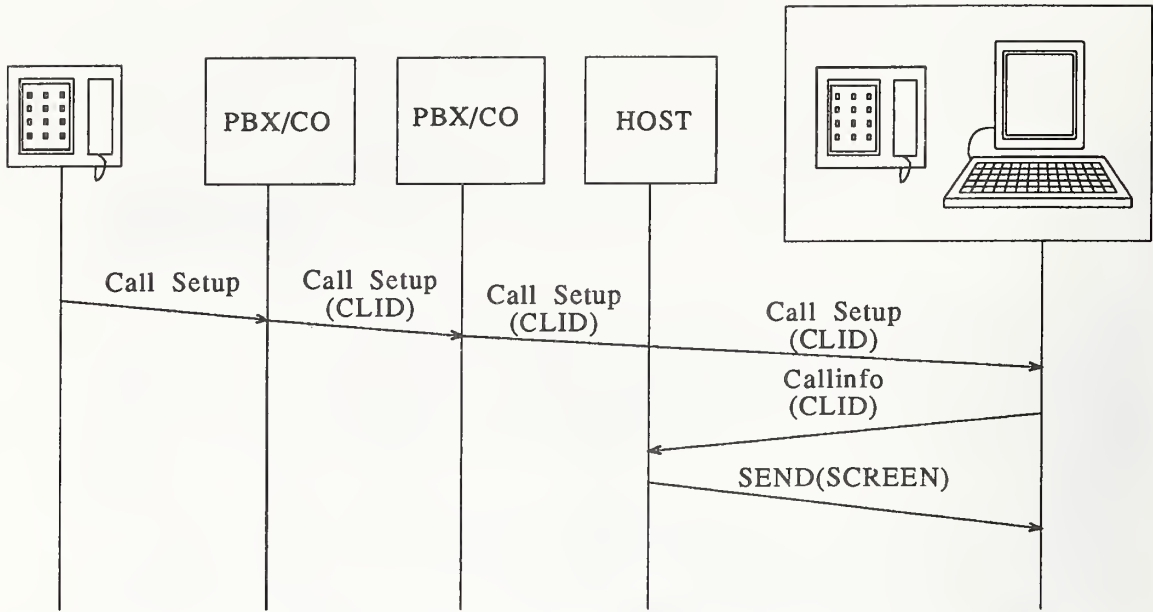 PBX/CO
PBX/CO
HOST
Call Setup
Call Setup
(CLID)
Call Setup
(CLID)
Call Setup
(CLID)
Callinfo
(CLID)
SEND(SCREEN)